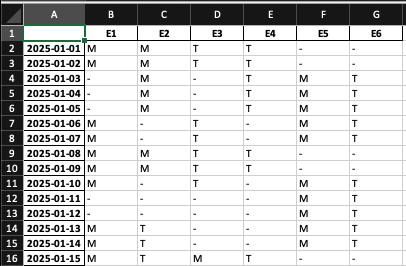 A B C D E F G
1 E1 E2 E3 E4 E5 E6
2 2025-01-01 M M T T - -
3 2025-01-02 M M T T - -
4 2025-01-03 - M - T M T
5 2025-01-04 - M - T M T
6 2025-01-05 - M - T M T
7 2025-01-06 M - T - M T
8 2025-01-07 M - T - M T
9 2025-01-08 M M T T - -
10 2025-01-09 M M T T - -
11 2025-01-10 M - T - M T
12 2025-01-11 - - - - M T
13 2025-01-12 - - - - M T
14 2025-01-13 M T - - M T
15 2025-01-14 M T - - M T
16 2025-01-15 M T M T - -